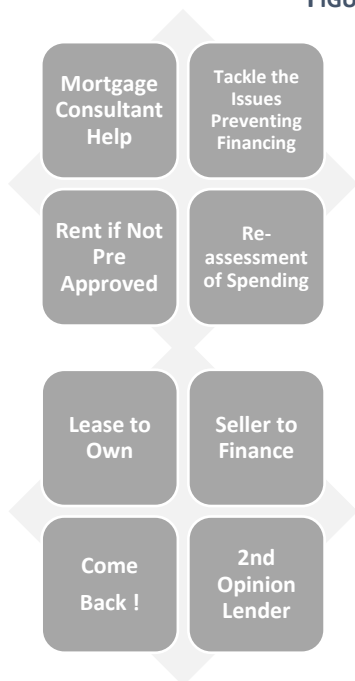 FIGU
Mortgage
Consultant
Help
Tackle the
Issues
Preventing
Financing
Rent if Not
Pre
Approved
Re-
assessment
of Spending
Lease to
Own
Seller to
Finance
Come
Back !
2nd
Opinion
Lender